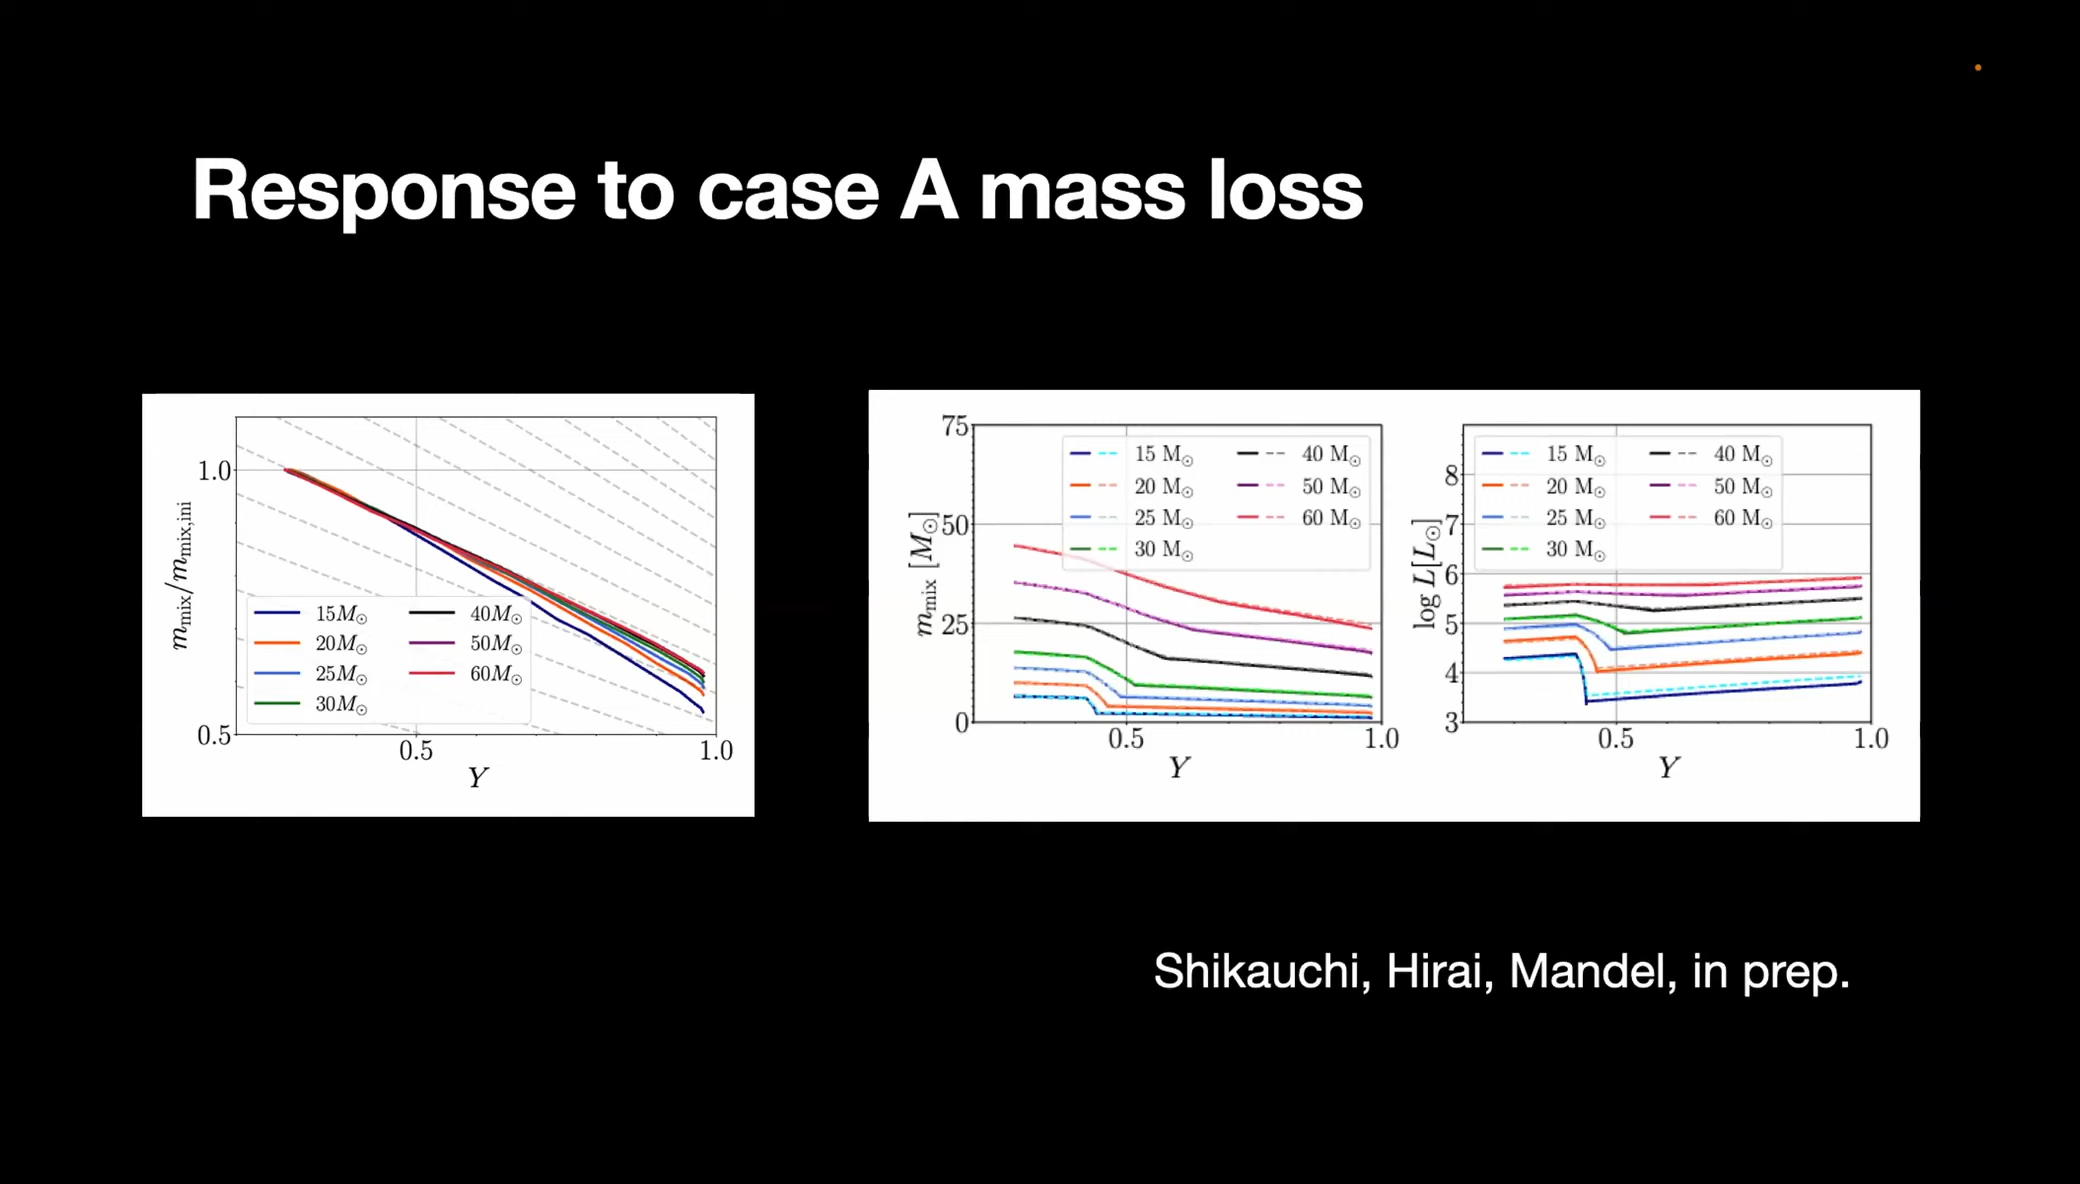 Response to case A mass loss
m_mix/m_mix,ini
1.0
0.5
15M⊙
20M⊙
25M⊙
30M⊙
40M⊙
50M⊙
60M⊙
0.5
1.0
Y
m_mix [M⊙]
75
50
25
0
15 M⊙
20 M⊙
25 M⊙
30 M⊙
40 M⊙
50 M⊙
60 M⊙
0.5
1.0
Y
log L[L⊙]
8
7
6
5
4
3
15 M⊙
20 M⊙
25 M⊙
30 M⊙
40 M⊙
50 M⊙
60 M⊙
0.5
1.0
Y
Shikauchi, Hirai, Mandel, in prep.